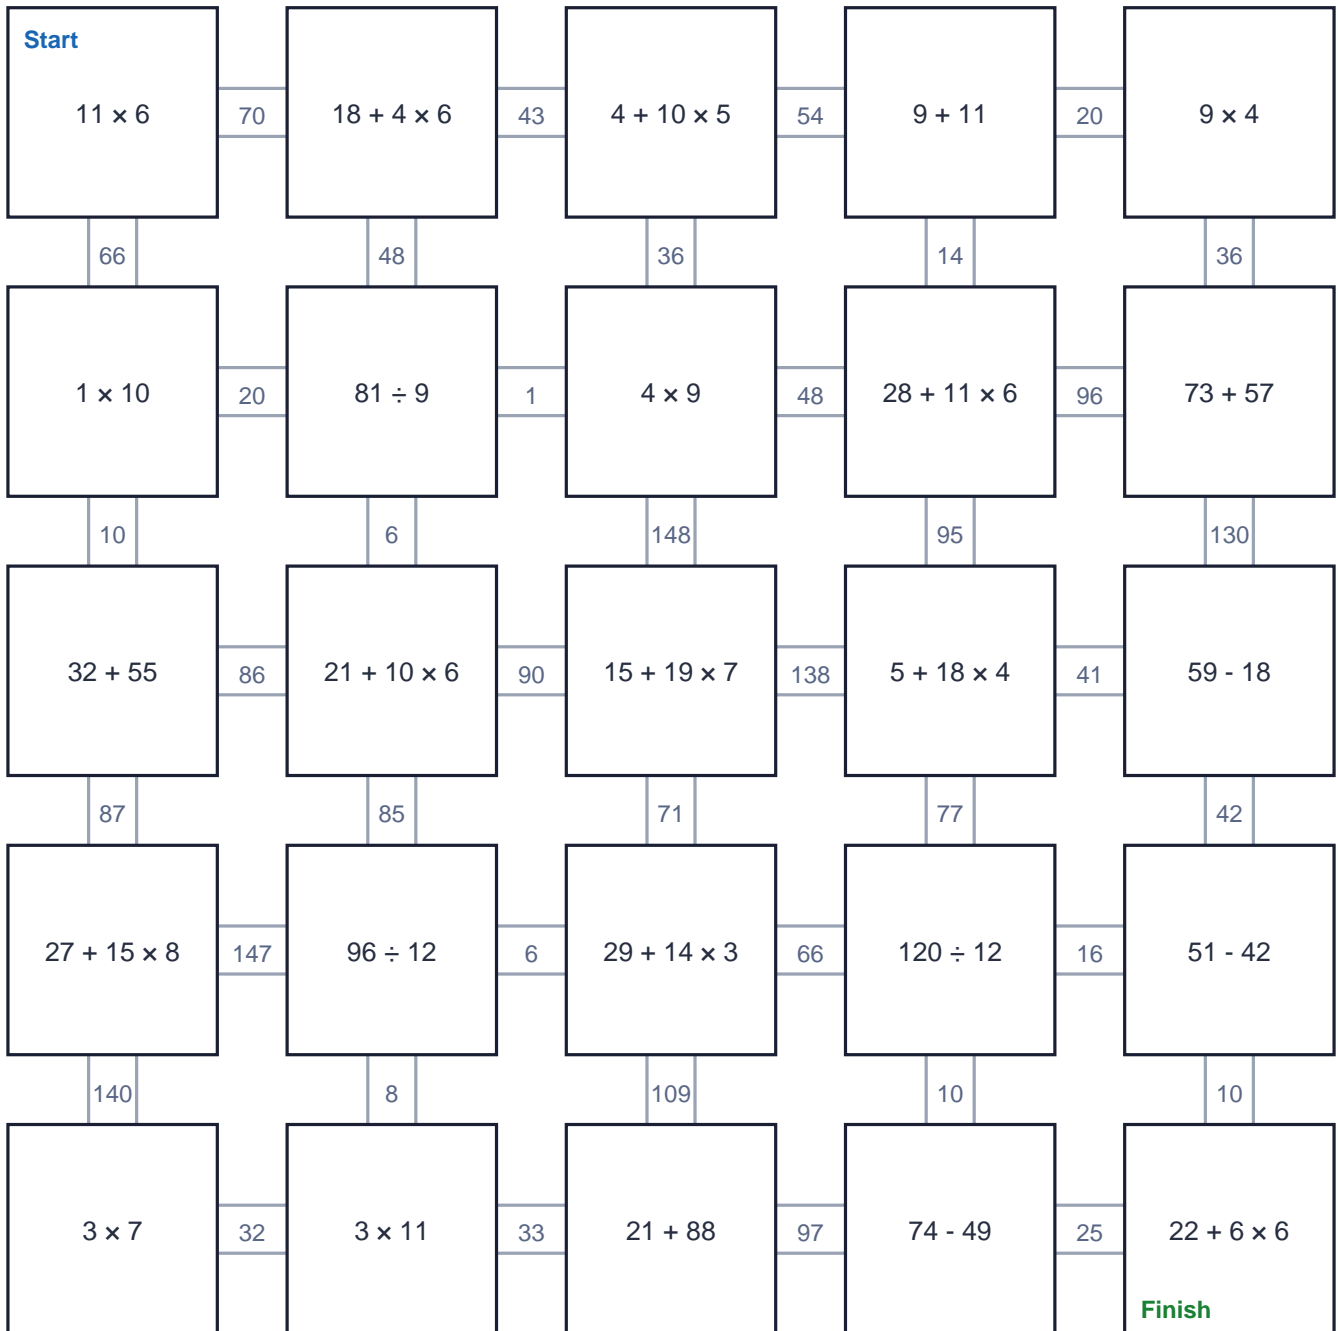 Start
11 × 6 70 18 + 4 × 6 43 4 + 10 × 5 54 9 + 11 20 9 × 4
66 48 36 14 36
1 × 10 20 81 ÷ 9 1 4 × 9 48 28 + 11 × 6 96 73 + 57
10 6 148 95 130
32 + 55 86 21 + 10 × 6 90 15 + 19 × 7 138 5 + 18 × 4 41 59 - 18
87 85 71 77 42
27 + 15 × 8 147 96 ÷ 12 6 29 + 14 × 3 66 120 ÷ 12 16 51 - 42
140 8 109 10 10
3 × 7 32 3 × 11 33 21 + 88 97 74 - 49 25 22 + 6 × 6
Finish